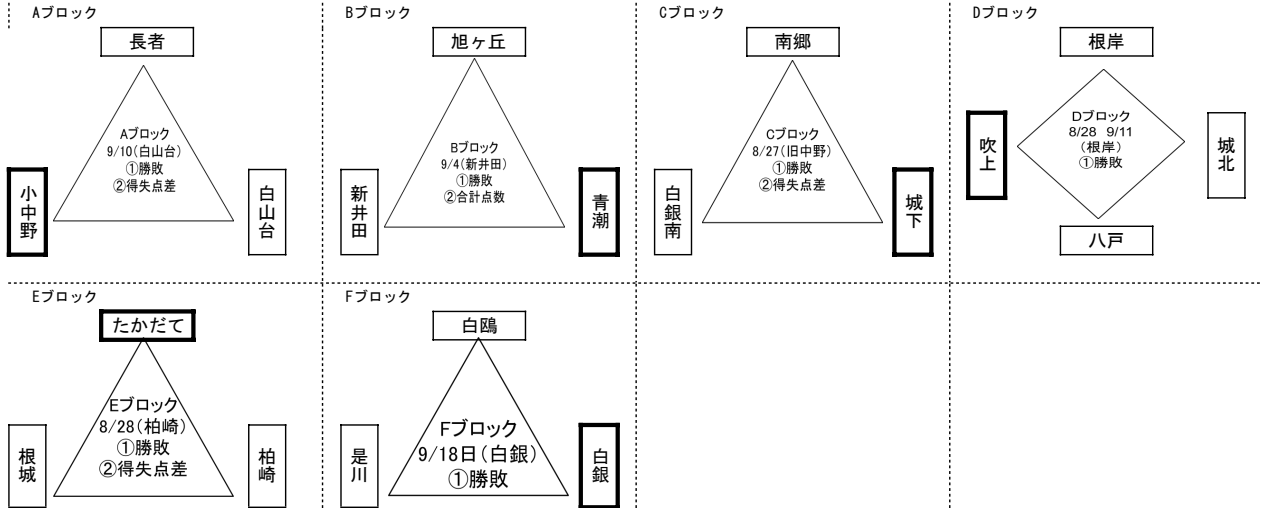 Aブロック
長者
Aブロック
9/10(白山台)
①勝敗
②得失点差
小中野
白山台
Bブロック
旭ヶ丘
Bブロック
9/4(新井田)
①勝敗
②合計点数
新井田
青潮
Cブロック
南郷
Cブロック
8/27(旧中野)
①勝敗
②得失点差
白銀南
城下
Dブロック
根岸
Dブロック
8/28 9/11
(根岸)
①勝敗
吹上
城北
八戸
Eブロック
たかだて
Eブロック
8/28(柏崎)
①勝敗
②得失点差
根城
柏崎
Fブロック
白鴎
Fブロック
9/18日(白銀)
①勝敗
是川
白銀